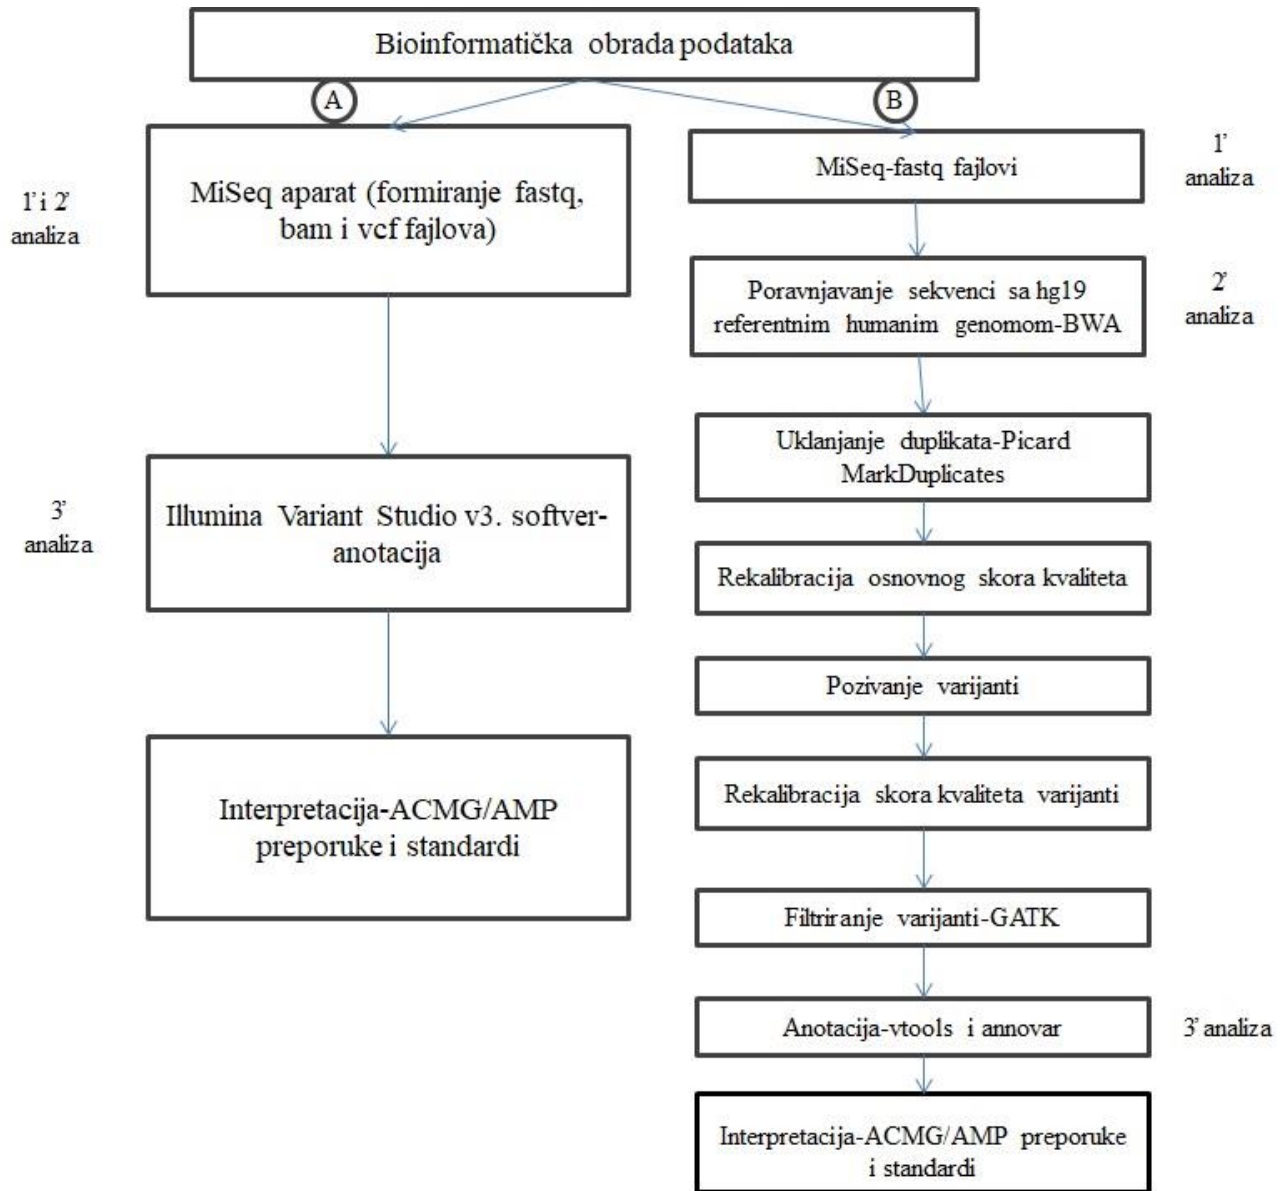 Bioinformatička obrada podataka
A
MiSeq aparat (formiranje fastq,
bam i vcf fajlova)
1' i 2'
analiza
Illumina Variant Studio v3. softver-
anotacija
3'
analiza
Interpretacija-ACMG/AMP
preporuke i standardi
B
MiSeq-fastq fajlovi
1'
analiza
Poravnjavanje sekvenci sa hg19
referentnim humanim genomom-BWA
2'
analiza
Uklanjanje duplikata-Picard
MarkDuplicates
Rekalibracija osnovnog skora kvaliteta
Pozivanje varijanti
Rekalibracija skora kvaliteta varijanti
Filtriranje varijanti-GATK
Anotacija-vtools i annovar
3' analiza
Interpretacija-ACMG/AMP preporuke
i standardi